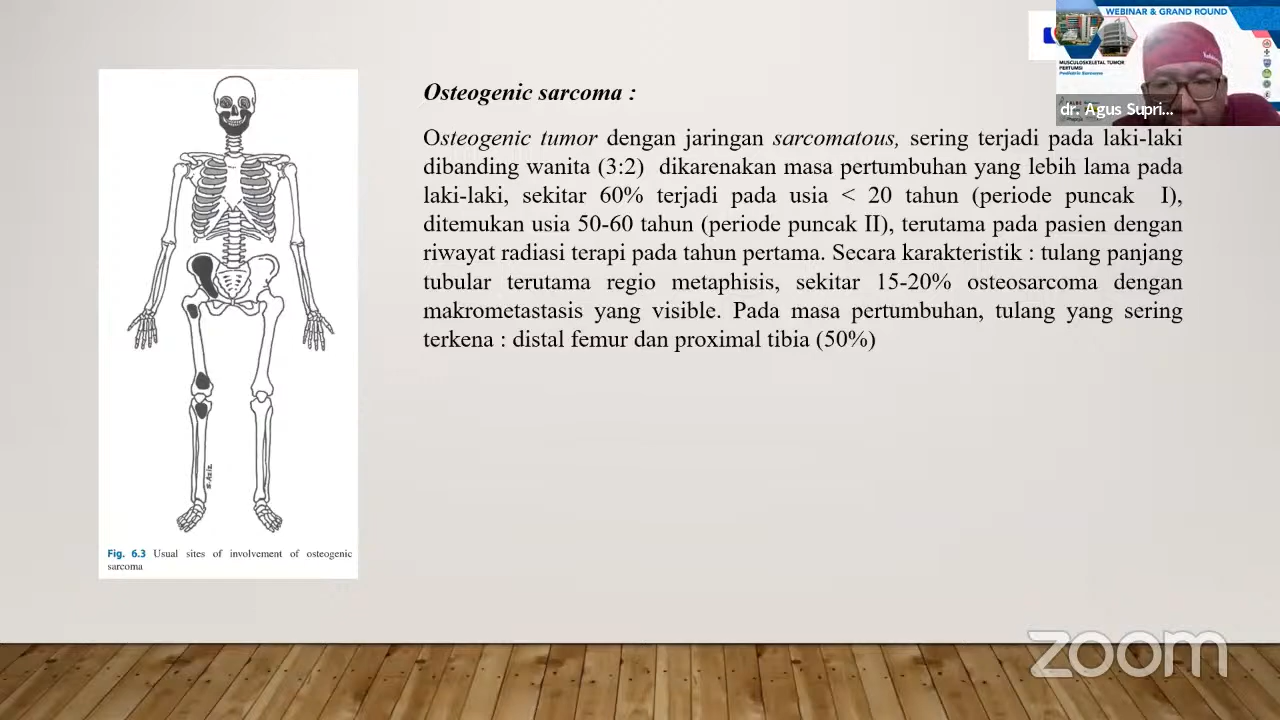 WEBINAR & GRAND ROUND
MUSCULOSKELETAL TUMOR
PERTUMSI
Pediatric Sarcoma
dr. Agus Supri...
Osteogenic sarcoma :
Osteogenic tumor dengan jaringan sarcomatous, sering terjadi pada laki-laki
dibanding wanita (3:2) dikarenakan masa pertumbuhan yang lebih lama pada
laki-laki, sekitar 60% terjadi pada usia < 20 tahun (periode puncak I),
ditemukan usia 50-60 tahun (periode puncak II), terutama pada pasien dengan
riwayat radiasi terapi pada tahun pertama. Secara karakteristik : tulang panjang
tubular terutama regio metaphisis, sekitar 15-20% osteosarcoma dengan
makrometastasis yang visible. Pada masa pertumbuhan, tulang yang sering
terkena : distal femur dan proximal tibia (50%)
Fig. 6.3 Usual sites of involvement of osteogenic
sarcoma
zoom